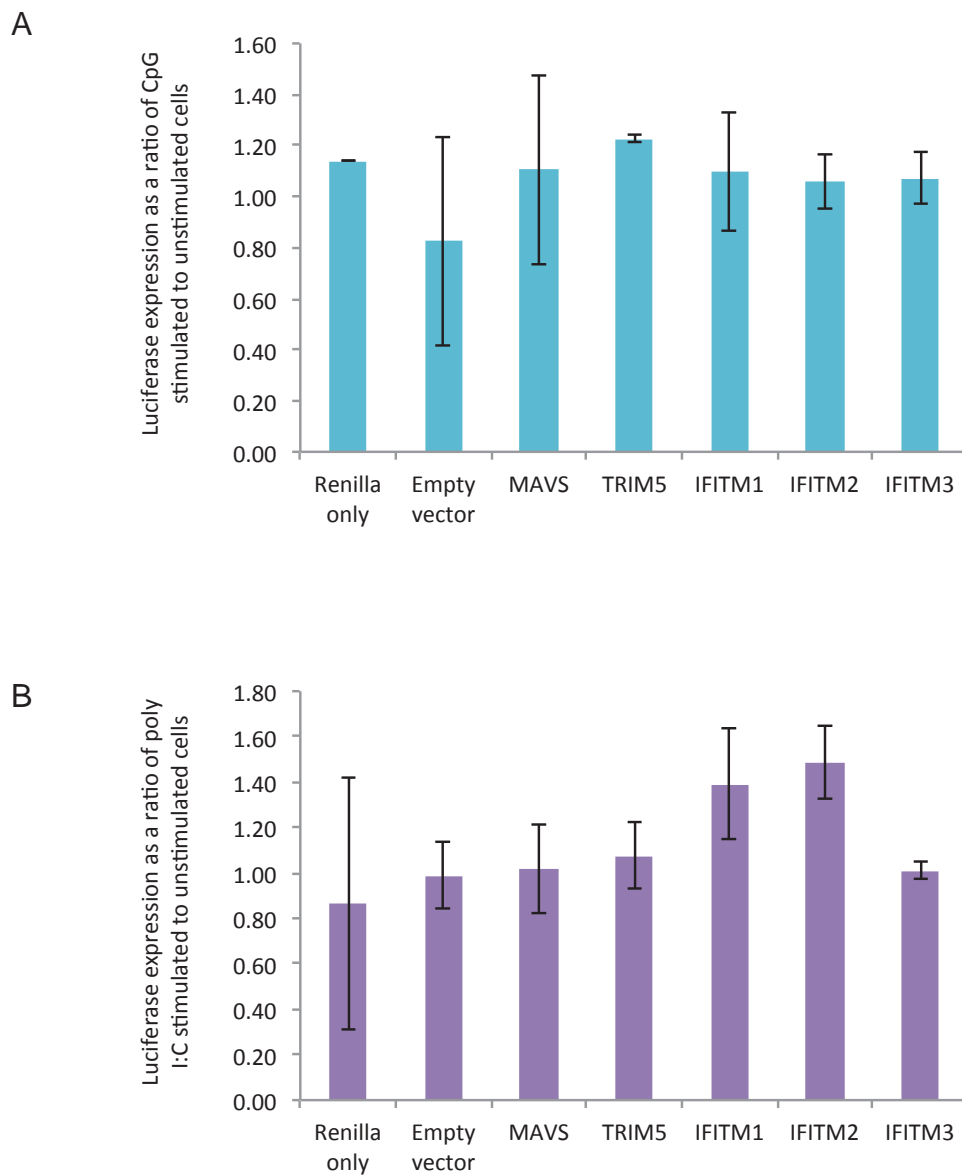 A
Luciferase expression as a ratio of CpG
stimulated to unstimulated cells
1.60
1.40
1.20
1.00
0.80
0.60
0.40
0.20
0.00
Renilla only
Empty vector
MAVS
TRIM5
IFITM1
IFITM2
IFITM3
B
Luciferase expression as a ratio of poly
I:C stimulated to unstimulated cells
1.80
1.60
1.40
1.20
1.00
0.80
0.60
0.40
0.20
0.00
Renilla only
Empty vector
MAVS
TRIM5
IFITM1
IFITM2
IFITM3